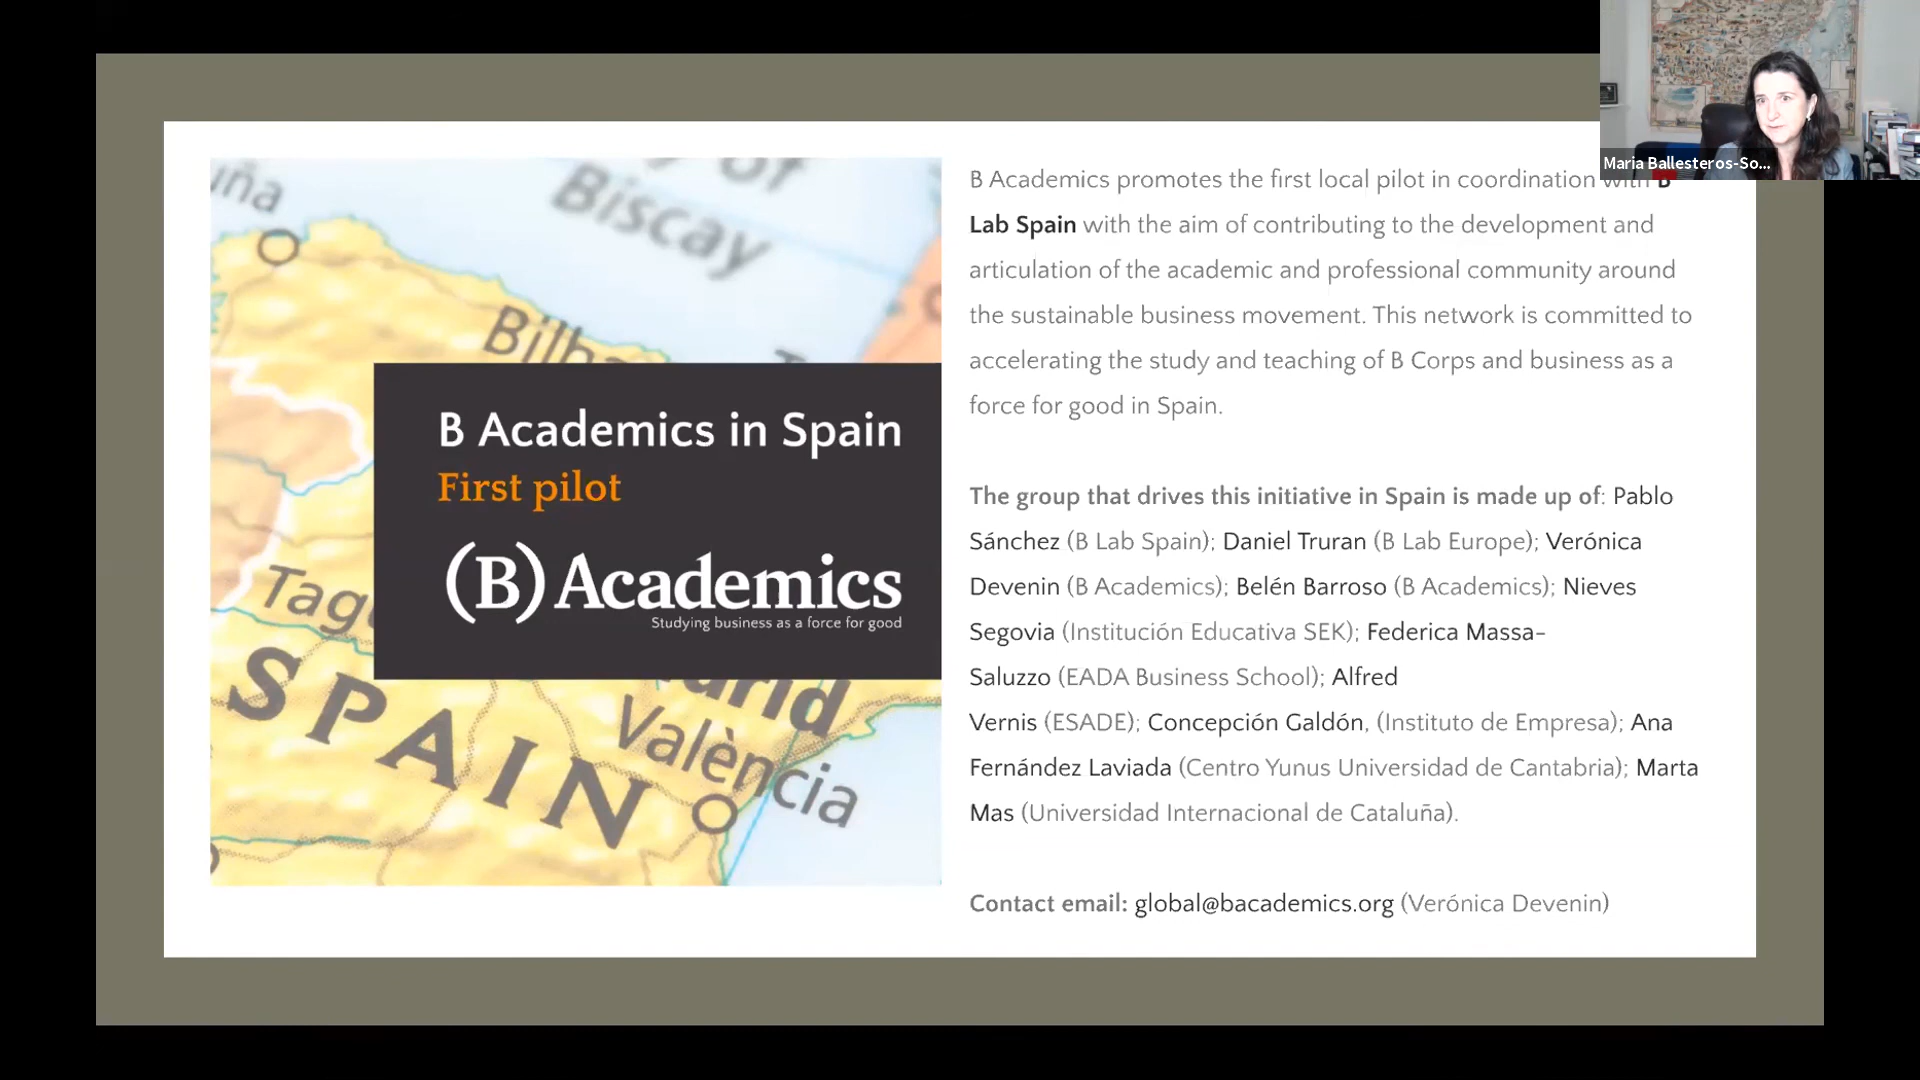 Maria Ballesteros-So...
B Academics promotes the first local pilot in coordination with B
Lab Spain with the aim of contributing to the development and
articulation of the academic and professional community around
the sustainable business movement. This network is committed to
accelerating the study and teaching of B Corps and business as a
force for good in Spain.
The group that drives this initiative in Spain is made up of: Pablo
Sánchez (B Lab Spain); Daniel Truran (B Lab Europe); Verónica
Devenin (B Academics); Belén Barroso (B Academics); Nieves
Segovia (Institución Educativa SEK); Federica Massa-
Saluzzo (EADA Business School); Alfred
Vernis (ESADE); Concepción Galdón, (Instituto de Empresa); Ana
Fernández Laviada (Centro Yunus Universidad de Cantabria); Marta
Mas (Universidad Internacional de Cataluña).
Contact email: global@bacademics.org (Verónica Devenin)
uña
y of
Biscay
Bilba
B Academics in Spain
First pilot
(B) Academics
Studying business as a force for good
Tagu
SPAIN
drid
València